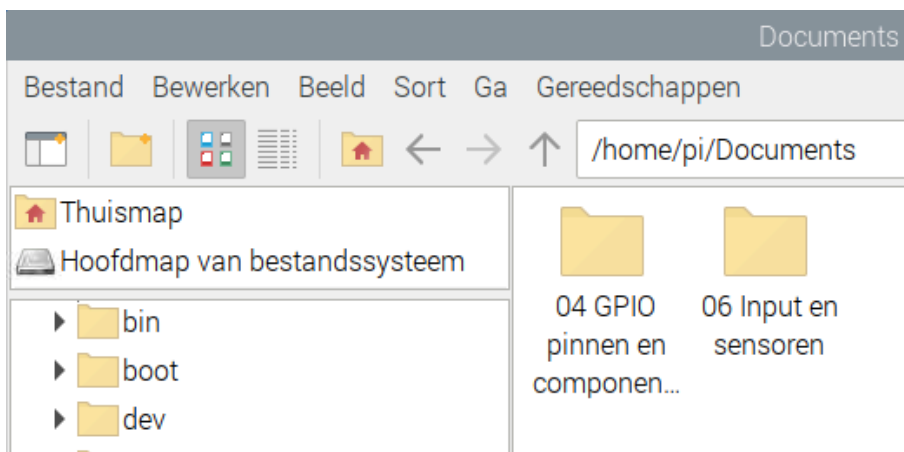 Documents
Bestand Bewerken Beeld Sort Ga Gereedschappen
/home/pi/Documents
Thuismap
Hoofdmap van bestandssysteem
bin
boot
dev
04 GPIO
pinnen en
componen...
06 Input en
sensoren